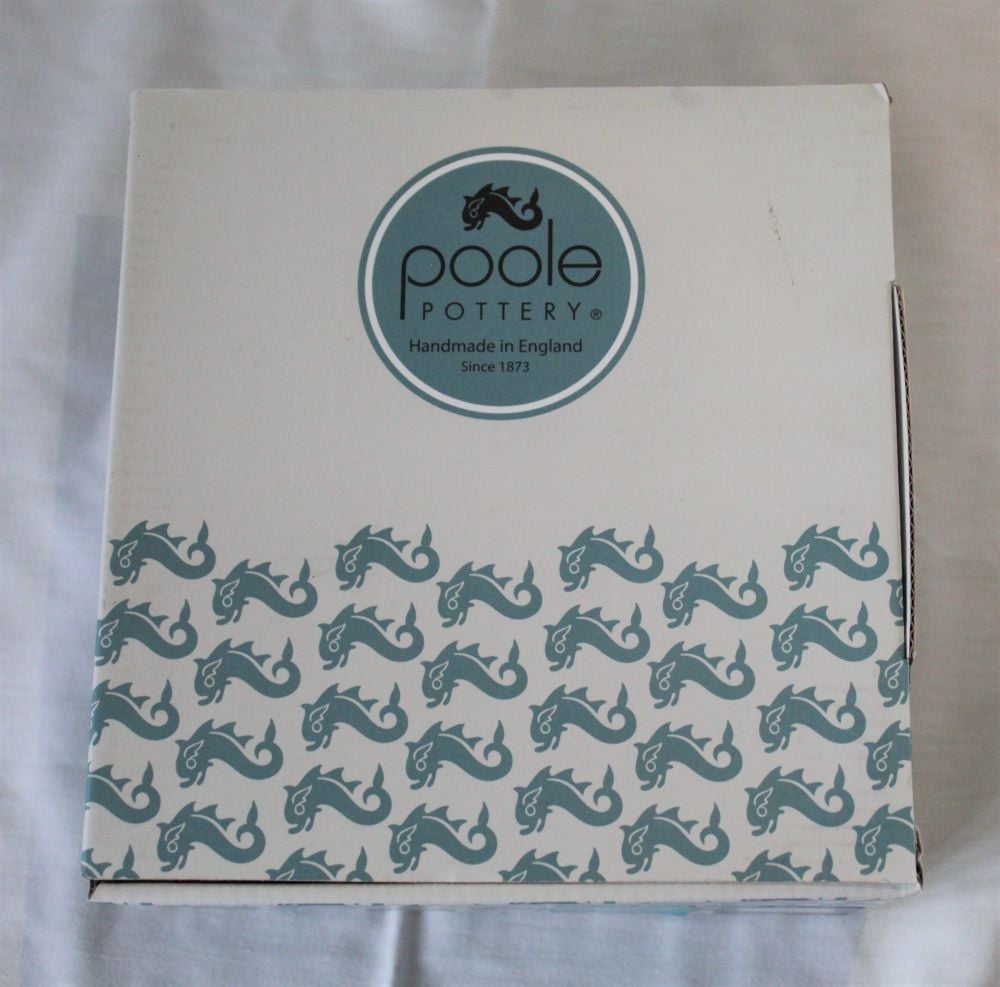 poole
POTTERY®
Handmade in England
Since 1873